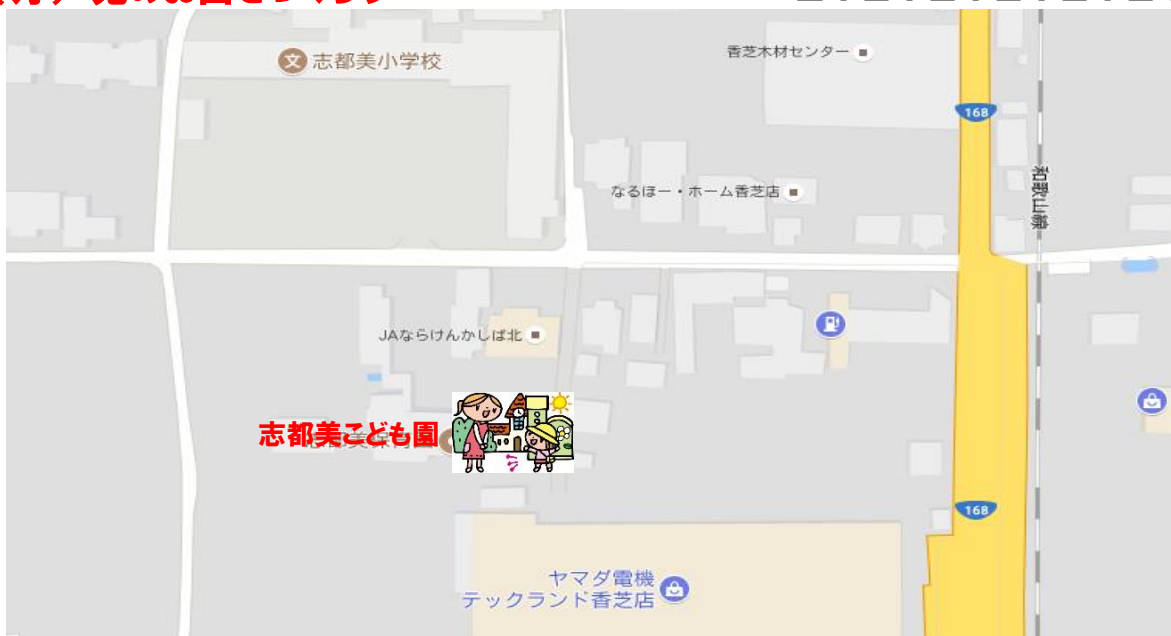 志都美小学校
香芝木材センター
168
なるほー・ホーム香芝店
和歌山線
JAならけんかしば北
志都美こども園
168
ヤマダ電機
テックランド香芝店